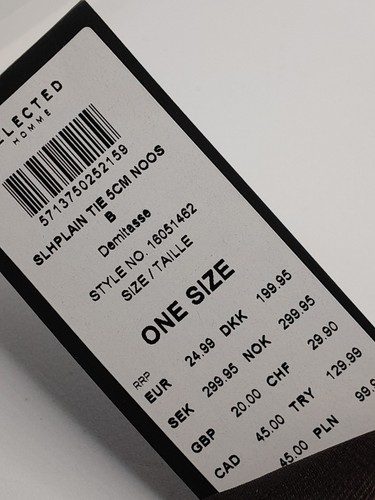 LECTED
HOMME
5713750252159
SLHPLAIN TIE 5CM NOOS
B
Demitasse
STYLE NO. 16051462
SIZE / TAILLE
ONE SIZE
RRP
EUR 24.99 DKK 199.95
SEK 299.95 NOK 299.95
GBP 20.00 CHF 29.90
CAD 45.00 TRY 129.99
45.00 PLN 99.9